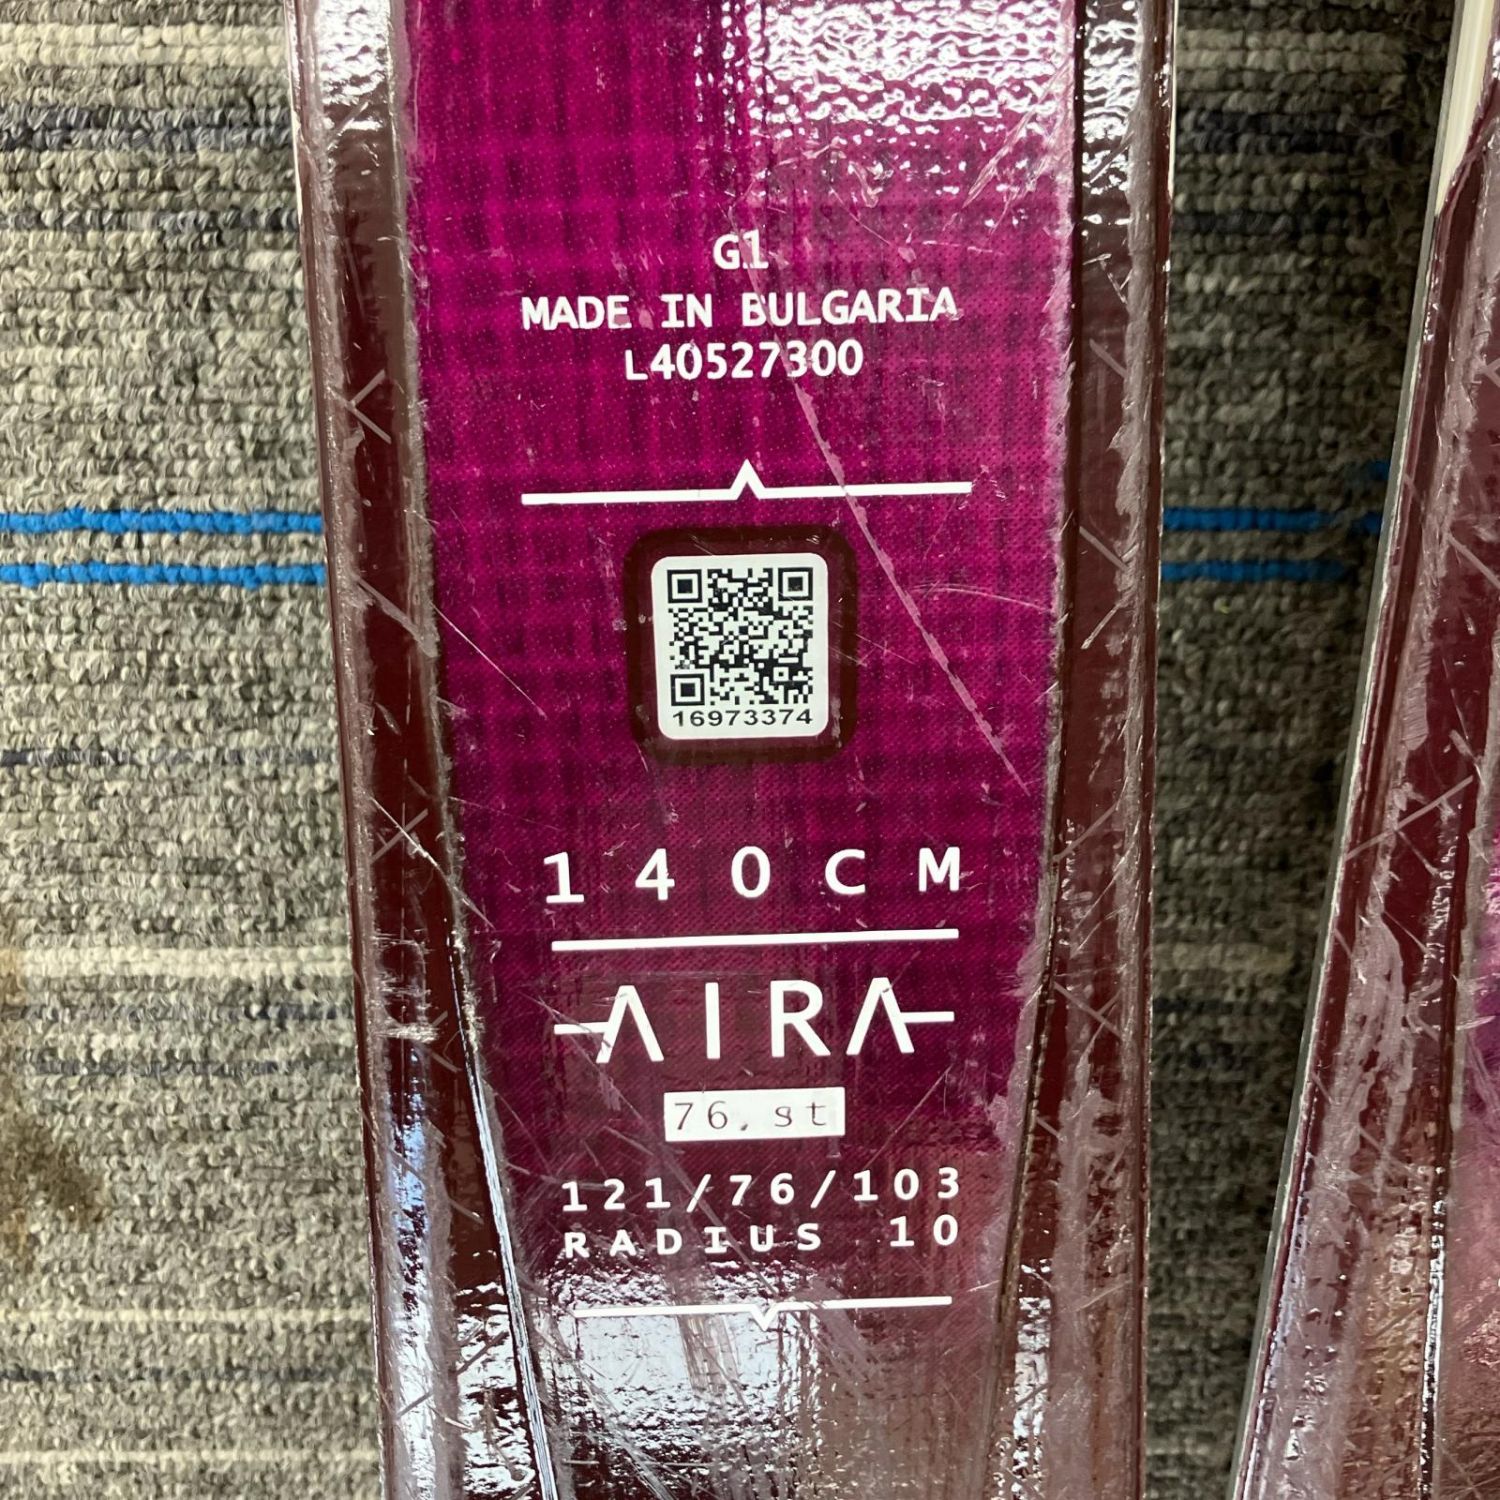 G1
MADE IN BULGARIA
L40527300
16973374
140CM
AIRA
76, st
121/76/103
RADIUS 10